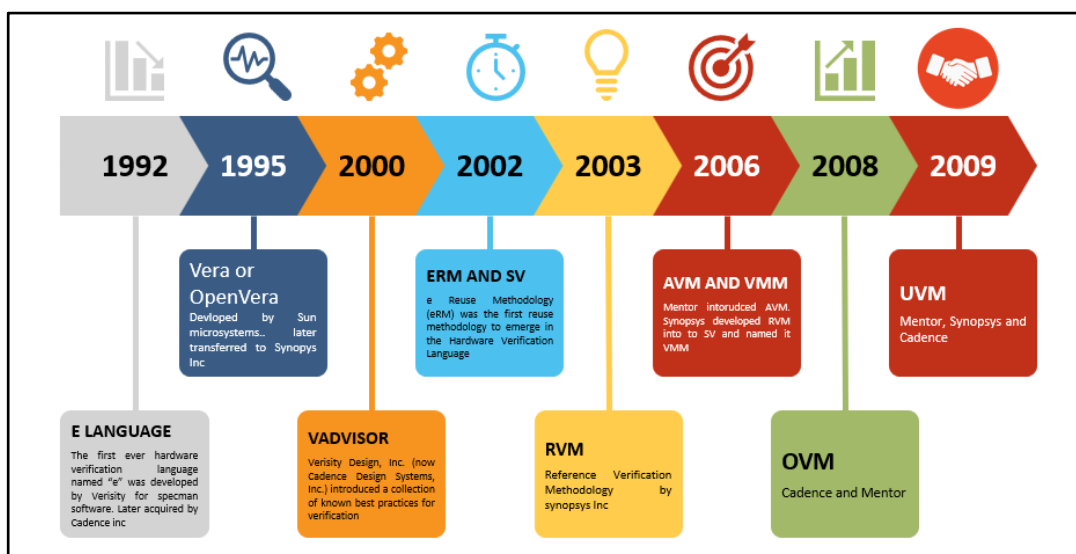 1992
1995
2000
2002
2003
2006
2008
2009
Vera or
OpenVera
Devloped by Sun
microsystems.. later
transferred to Synopys
Inc
ERM AND SV
e Reuse Methodology
(eRM) was the first reuse
methodology to emerge in
the Hardware Verification
Language
AVM AND VMM
Mentor intorudced AVM.
Synopsys developed RVM
into to SV and named it
VMM
UVM
Mentor, Synopsys and
Cadence
E LANGUAGE
The first ever hardware
verification language
named “e” was developed
by Verisity for specman
software. Later acquired by
Cadence inc
VADVISOR
Verisity Design, Inc. (now
Cadence Design Systems,
Inc.) introduced a collection
of known best practices for
verification
RVM
Reference Verification
Methodology by
synopsys Inc
OVM
Cadence and Mentor